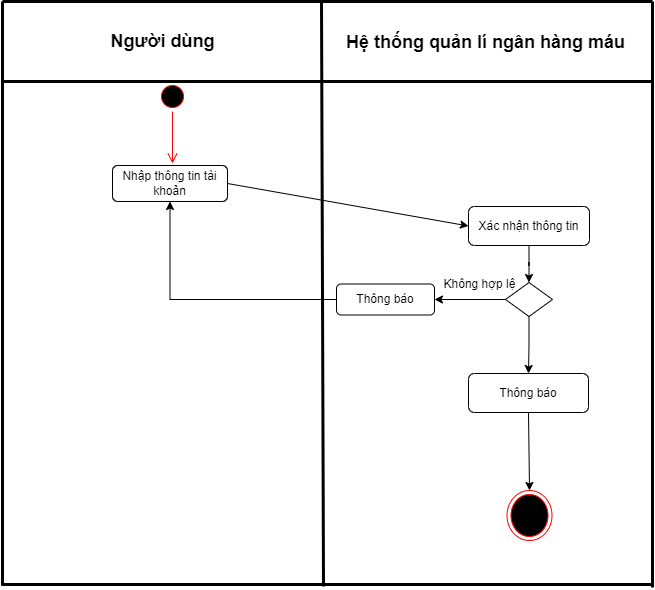 Người dùng
Hệ thống quản lí ngân hàng máu
Nhập thông tin tài
khoản
Xác nhận thông tin
Không hợp lệ
Thông báo
Thông báo